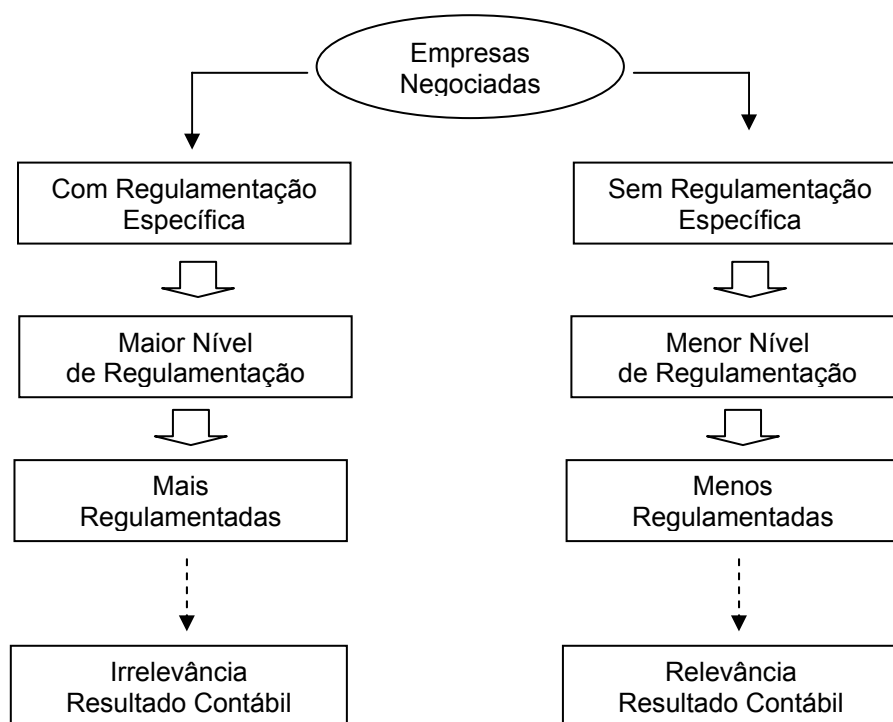 Empresas
Negociadas
Com Regulamentação
Específica
Sem Regulamentação
Específica
Maior Nível
de Regulamentação
Menor Nível
de Regulamentação
Mais
Regulamentadas
Menos
Regulamentadas
Irrelevância
Resultado Contábil
Relevância
Resultado Contábil